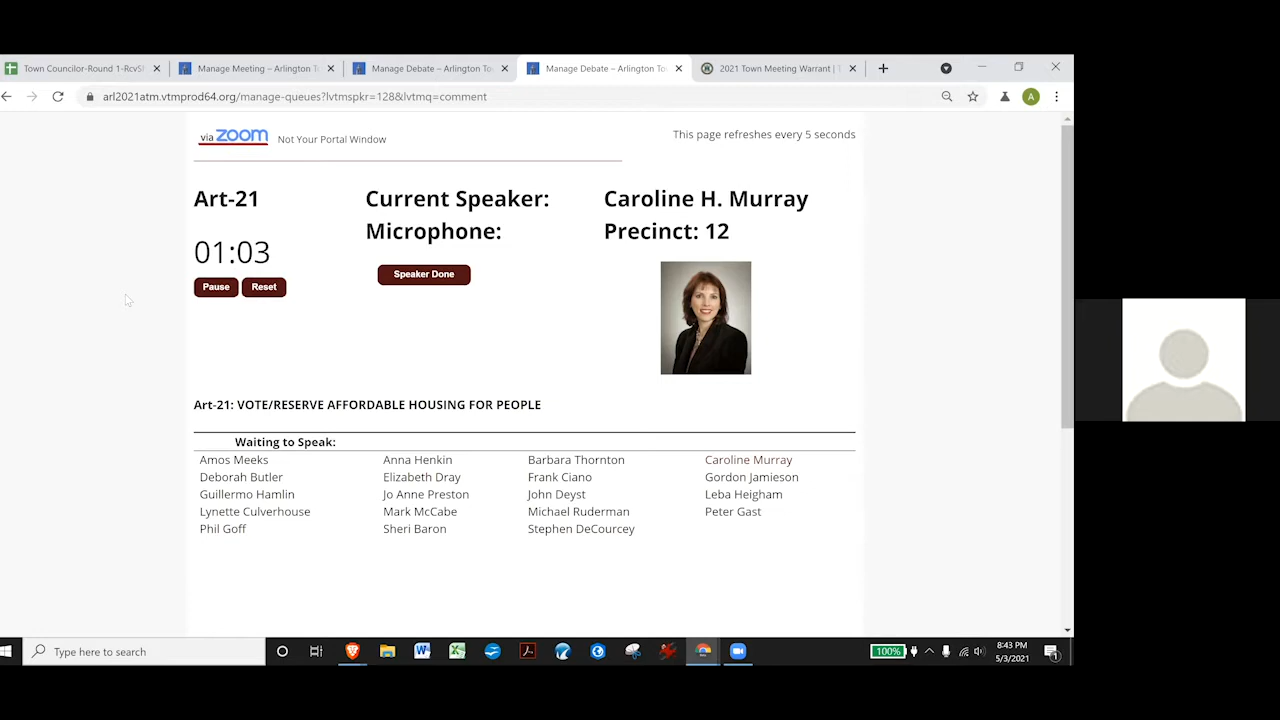 Town Councilor-Round 1-RcvS
Manage Meeting – Arlington To
Manage Debate – Arlington To
Manage Debate – Arlington To
2021 Town Meeting Warrant | T
arl2021atm.vtmprod64.org/manage-queues?lvtmspkr=128&lvtmq=comment
A
via zoom Not Your Portal Window
This page refreshes every 5 seconds
Art-21
Current Speaker:
Caroline H. Murray
Microphone:
Precinct: 12
01:03
Pause Reset
Speaker Done
Art-21: VOTE/RESERVE AFFORDABLE HOUSING FOR PEOPLE
Waiting to Speak:
Amos Meeks Anna Henkin Barbara Thornton Caroline Murray
Deborah Butler Elizabeth Dray Frank Ciano Gordon Jamieson
Guillermo Hamlin Jo Anne Preston John Deyst Leba Heigham
Lynette Culverhouse Mark McCabe Michael Ruderman Peter Gast
Phil Goff Sheri Baron Stephen DeCourcey
Type here to search
100%
8:43 PM
5/3/2021
1